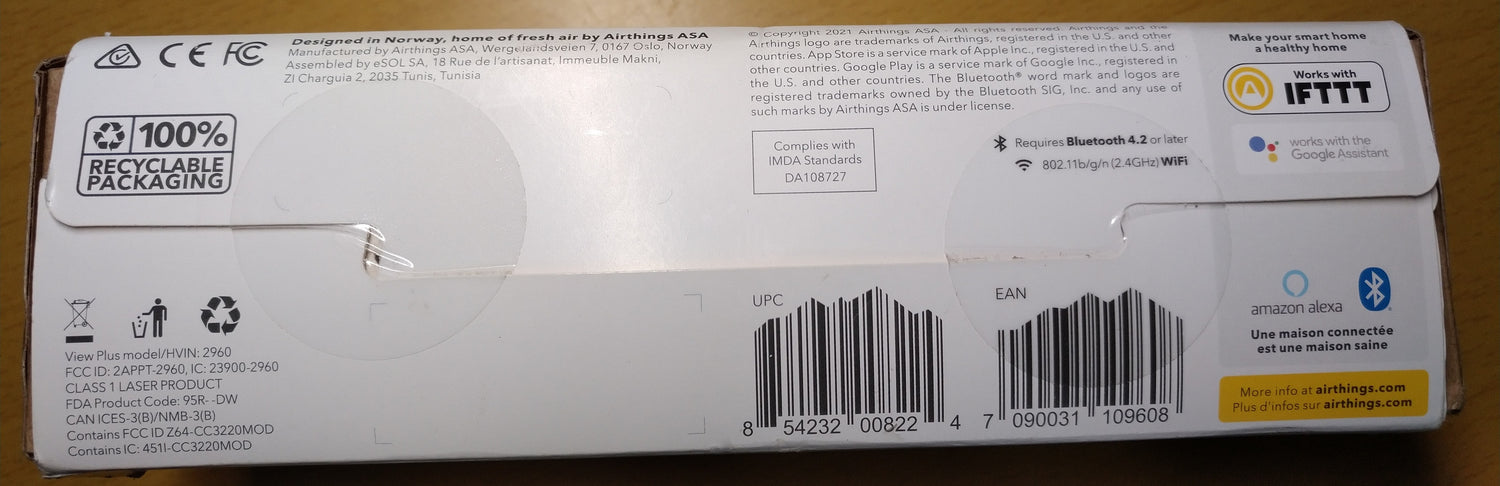 Designed in Norway, home of fresh air by Airthings ASA
Manufactured by Airthings ASA, Wergelandsveien 7, 0167 Oslo, Norway
Assembled by eSOL SA, 18 Rue de l'artisanat, Immeuble Makni,
ZI Charguia 2, 2035 Tunis, Tunisia
100%
RECYCLABLE
PACKAGING
© Copyright 2021 Airthings ASA - All rights reserved. Airthings and the
Airthings logo are trademarks of Airthings, registered in the U.S. and other
countries. App Store is a service mark of Apple Inc., registered in the U.S. and
other countries. Google Play is a service mark of Google Inc., registered in
the U.S. and other countries. The Bluetooth® word mark and logos are
registered trademarks owned by the Bluetooth SIG, Inc. and any use of
such marks by Airthings ASA is under license.
Complies with
IMDA Standards
DA108727
Requires Bluetooth 4.2 or later
802.11b/g/n (2.4GHz) WiFi
Make your smart home
a healthy home
Works with
IFTTT
works with the
Google Assistant
View Plus model/HVIN: 2960
FCC ID: 2APPT-2960, IC: 23900-2960
CLASS 1 LASER PRODUCT
FDA Product Code: 95R--DW
CAN ICES-3(B)/NMB-3(B)
Contains FCC ID Z64-CC3220MOD
Contains IC: 451I-CC3220MOD
UPC
8 54232 00822 4
EAN
7 090031 109608
amazon alexa
Une maison connectée
est une maison saine
More info at airthings.com
Plus d'infos sur airthings.com